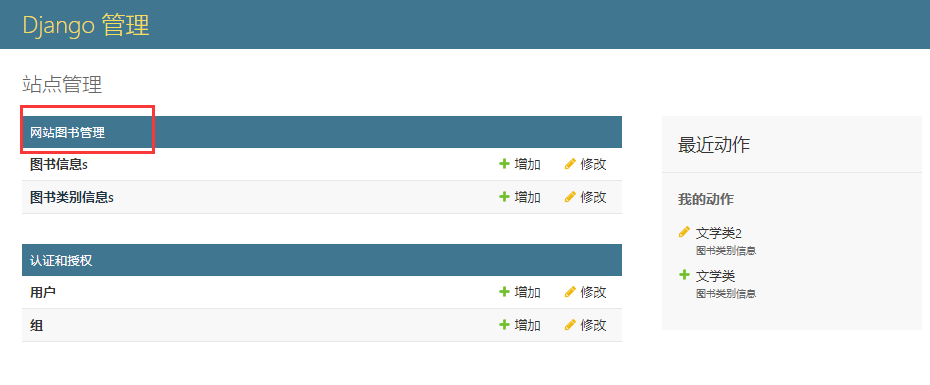 Django 管理
站点管理
网站图书管理
图书信息s 增加 修改
图书类别信息s 增加 修改
认证和授权
用户 增加 修改
组 增加 修改
最近动作
我的动作
文学类2
图书类别信息
文学类
图书类别信息